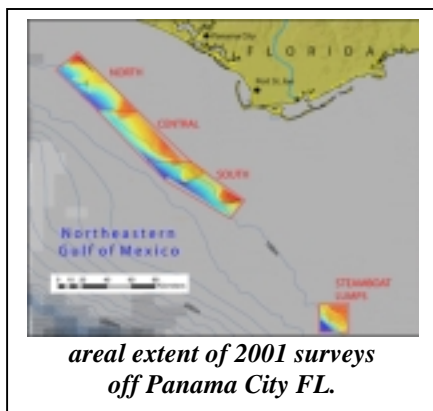 Panama City
FLORIDA
NORTH
CENTRAL
SOUTH
Northeastern
Gulf of Mexico
STEAMBOAT
LUMPS
areal extent of 2001 surveys
off Panama City FL.